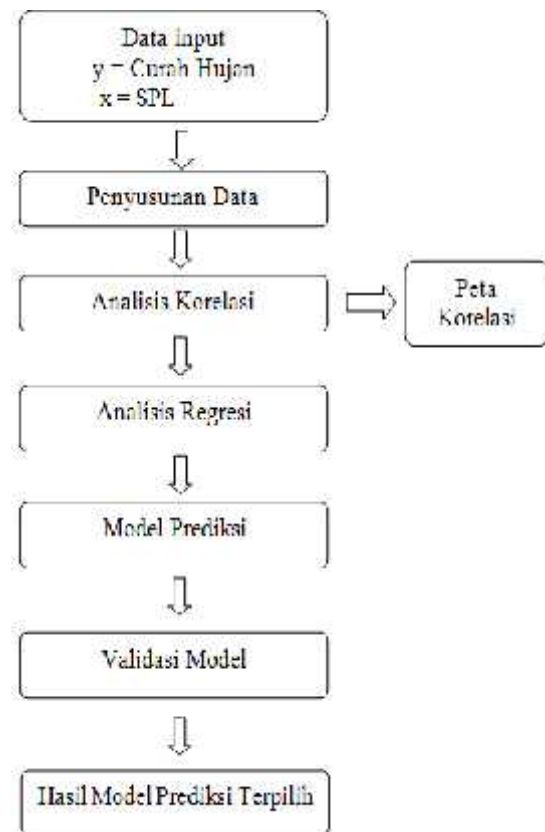 Data input
y = Curah Hujan
x = SPL
Penyusunan Data
Analisis Korelasi
Peta
Korelasi
Analisis Regresi
Model Prediksi
Validasi Model
Hasil Model Prediksi Terpilih